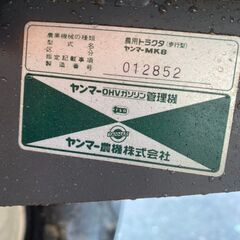 農業機械の種類 農用トラクタ(歩行型)
区分 ヤンマーMK8
指定記載事項
製造番号 012852
ヤンマーOHVガソリン管理機
ヤンマー農機株式会社